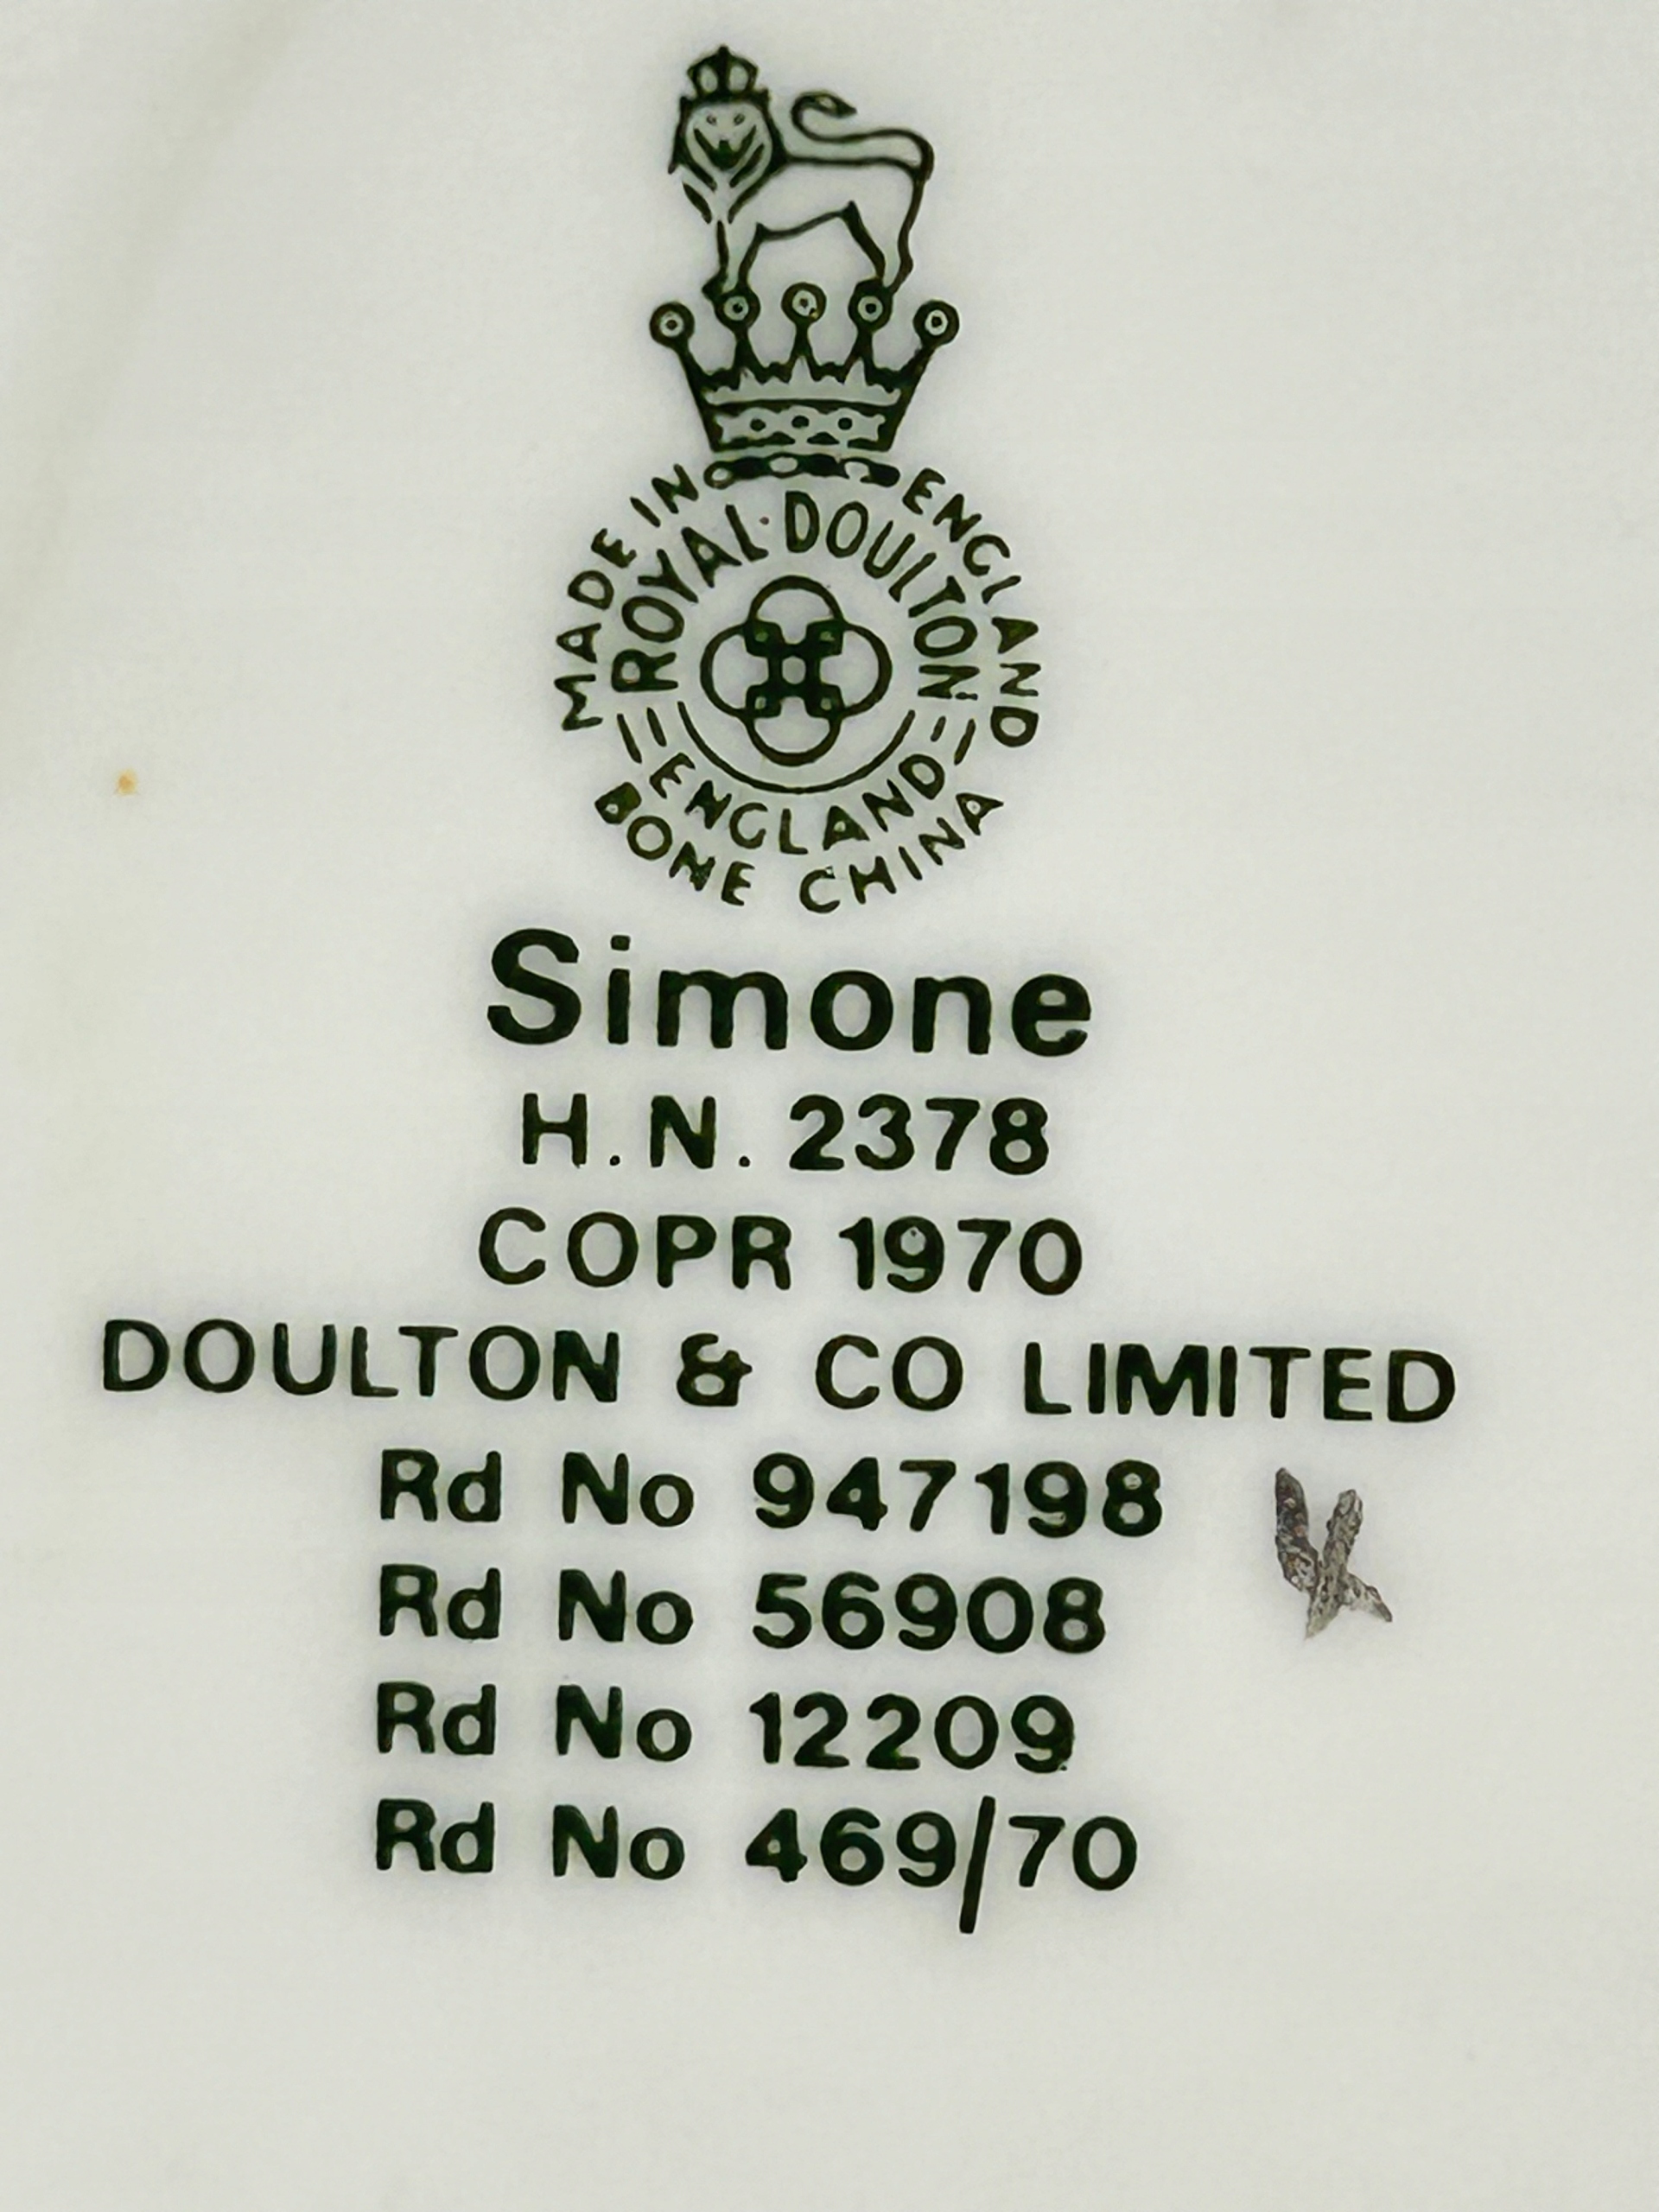 MADE IN ENGLAND
ROYAL DOULTON
ENGLAND
BONE CHINA
Simone
H.N. 2378
COPR 1970
DOULTON & CO LIMITED
Rd No 947198
Rd No 56908
Rd No 12209
Rd No 469/70